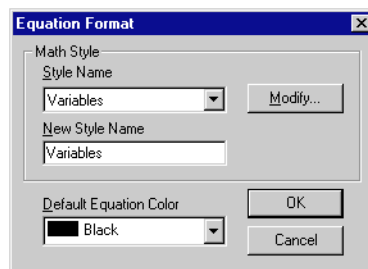 Equation Format
Math Style
Style Name
Variables
Modify...
New Style Name
Variables
Default Equation Color
OK
Black
Cancel